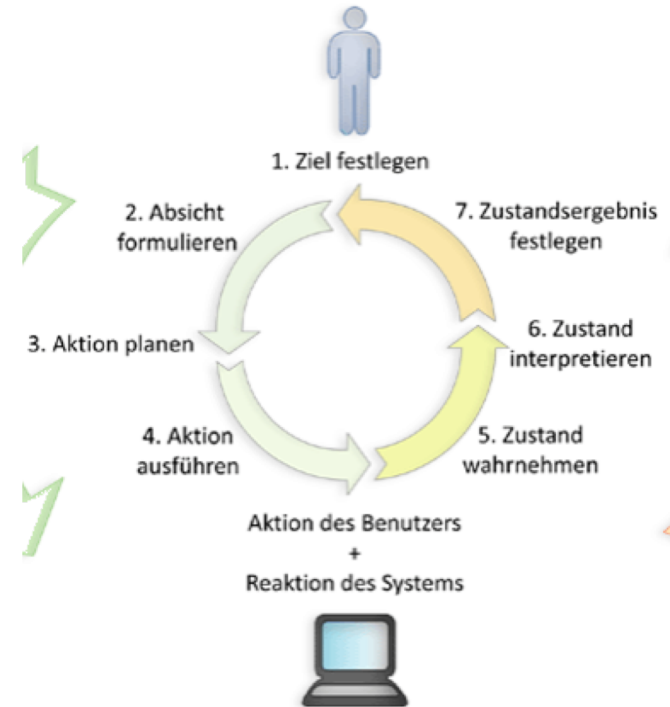 1. Ziel festlegen
2. Absicht
formulieren
3. Aktion planen
4. Aktion
ausführen
Aktion des Benutzers
+
Reaktion des Systems
5. Zustand
wahrnehmen
6. Zustand
interpretieren
7. Zustandsergebnis
festlegen